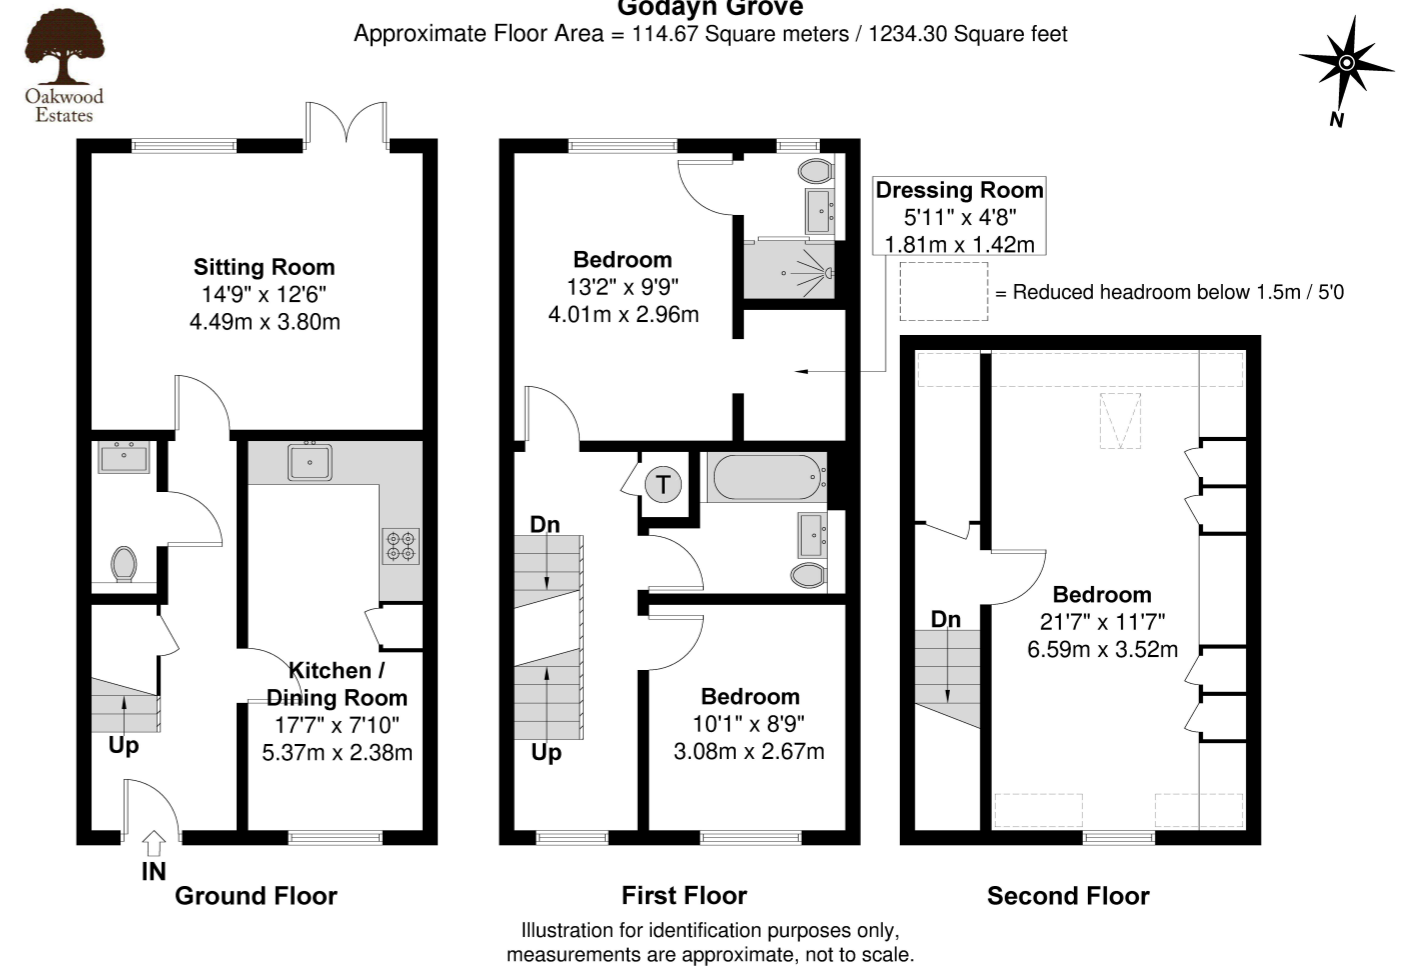 Godayn Grove
Approximate Floor Area = 114.67 Square meters / 1234.30 Square feet
Oakwood
Estates
N
Dressing Room
5'11" x 4'8"
1.81m x 1.42m
= Reduced headroom below 1.5m / 5'0
Sitting Room
14'9" x 12'6"
4.49m x 3.80m
Kitchen /
Dining Room
17'7" x 7'10"
5.37m x 2.38m
Up
IN
Ground Floor
Bedroom
13'2" x 9'9"
4.01m x 2.96m
T
Dn
Up
Bedroom
10'1" x 8'9"
3.08m x 2.67m
First Floor
Dn
Bedroom
21'7" x 11'7"
6.59m x 3.52m
Second Floor
Illustration for identification purposes only,
measurements are approximate, not to scale.